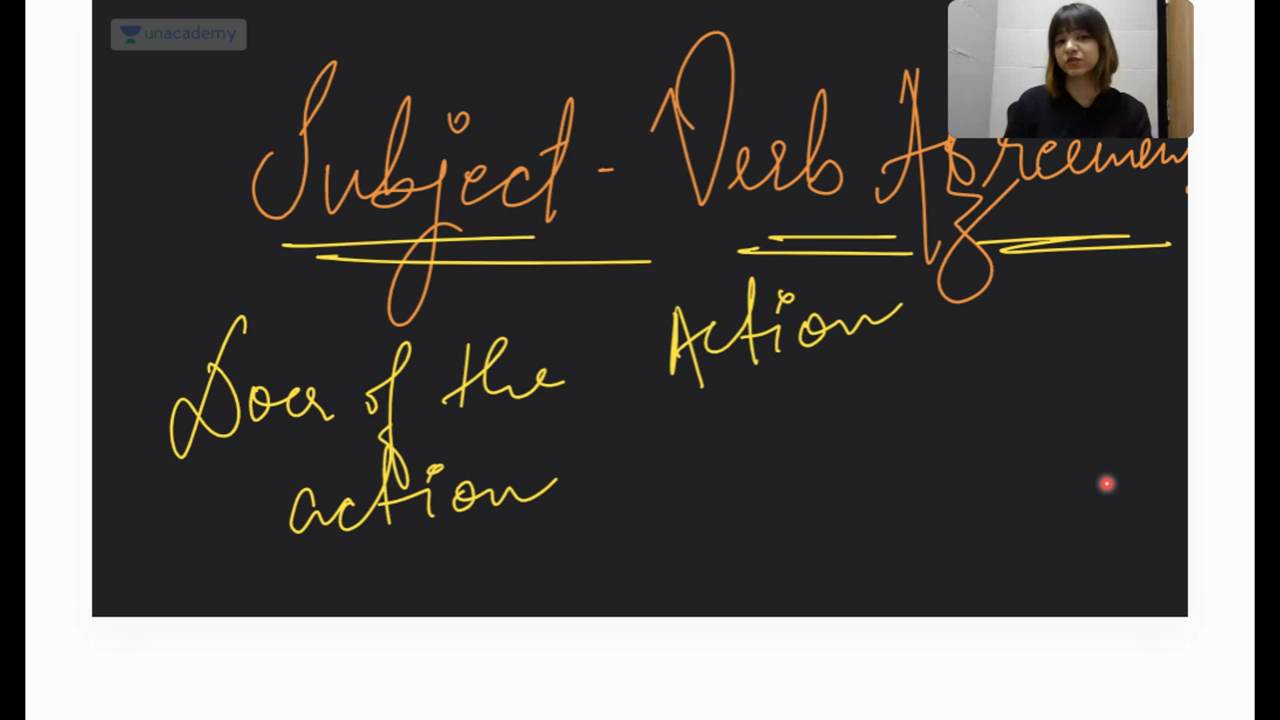 unacademy
Subject - Verb Agreement
Doer of the
action
Action